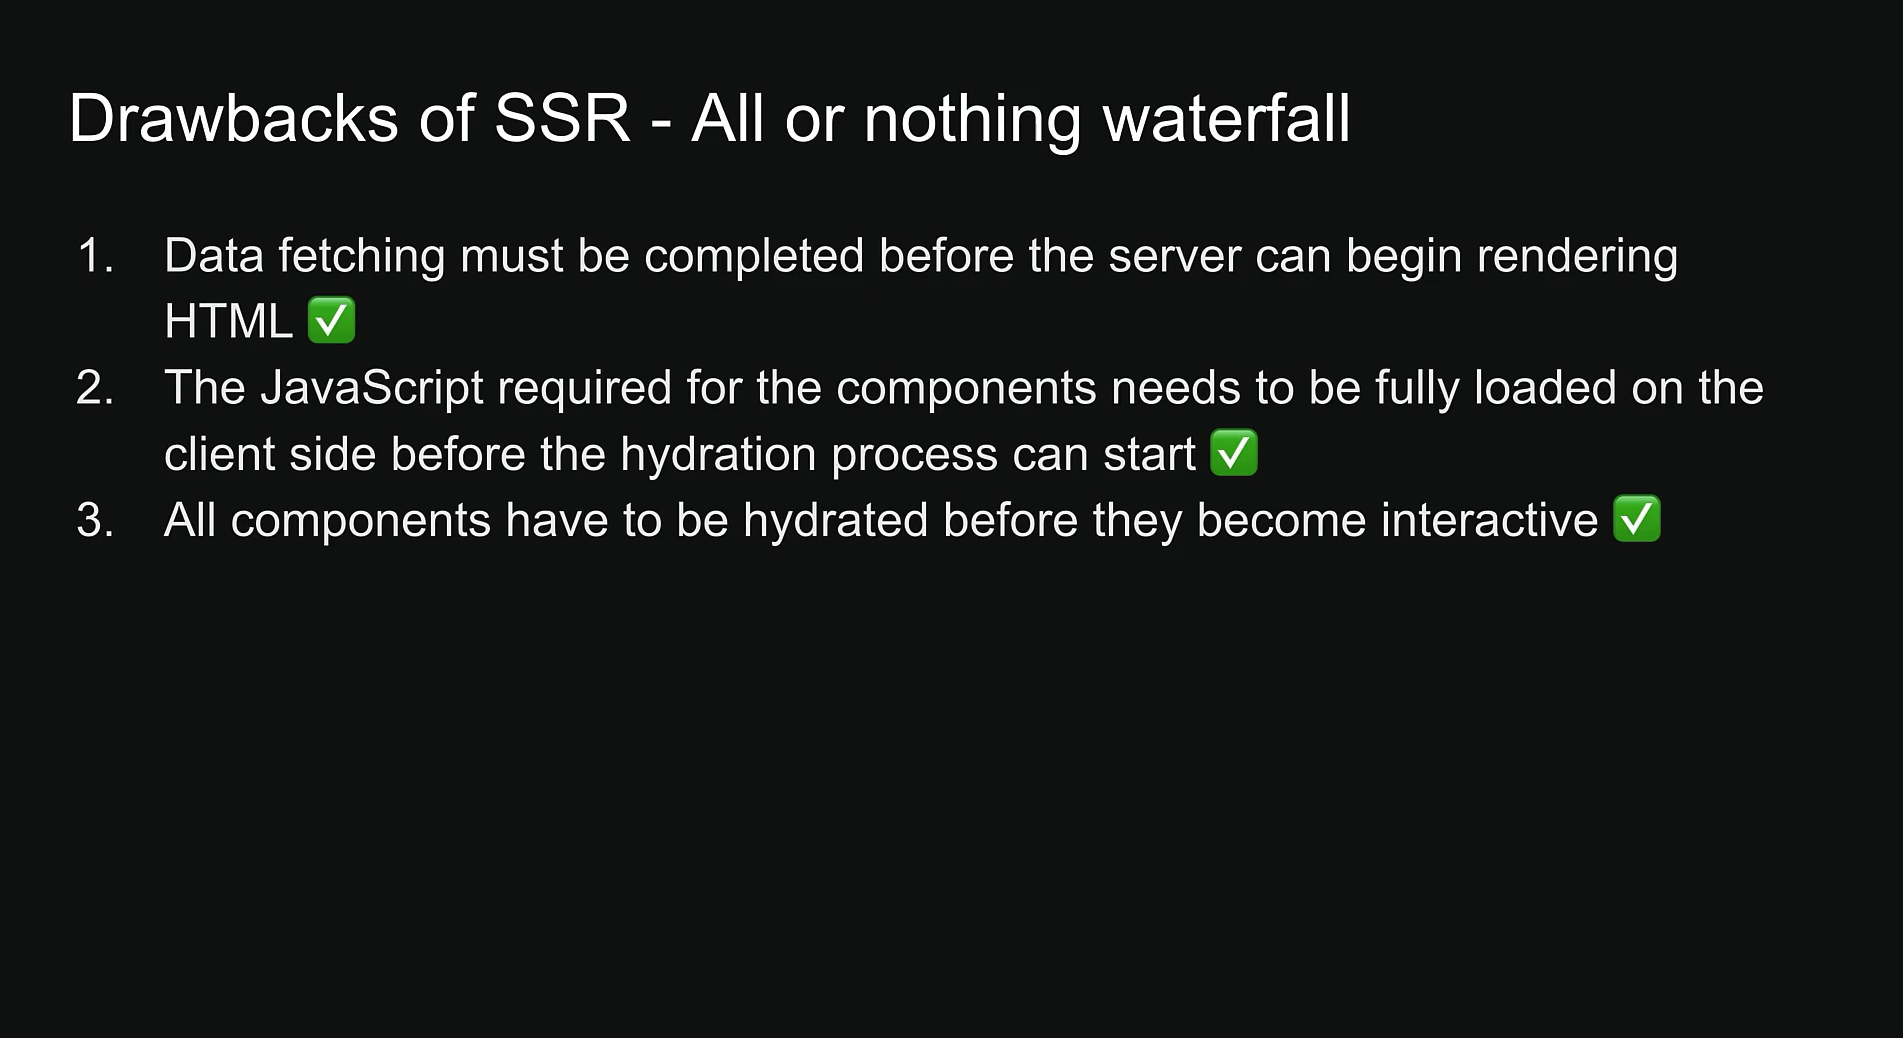 Drawbacks of SSR - All or nothing waterfall
1. Data fetching must be completed before the server can begin rendering
HTML ✅
2. The JavaScript required for the components needs to be fully loaded on the
client side before the hydration process can start ✅
3. All components have to be hydrated before they become interactive ✅